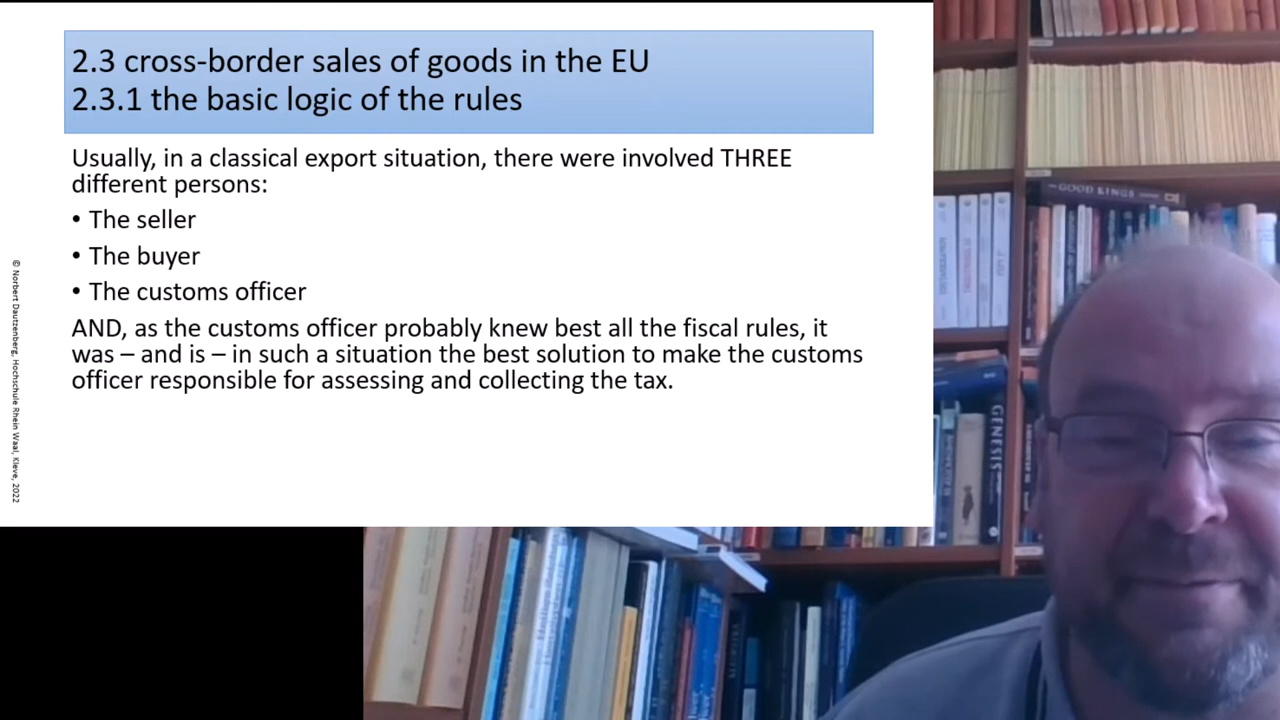 2.3 cross-border sales of goods in the EU
2.3.1 the basic logic of the rules
Usually, in a classical export situation, there were involved THREE
different persons:
• The seller
• The buyer
• The customs officer
AND, as the customs officer probably knew best all the fiscal rules, it
was – and is – in such a situation the best solution to make the customs
officer responsible for assessing and collecting the tax.
© Norbert Dautzenberg, Hochschule Rhein Waal, Kleve, 2022
GOOD KINGS
GENESIS